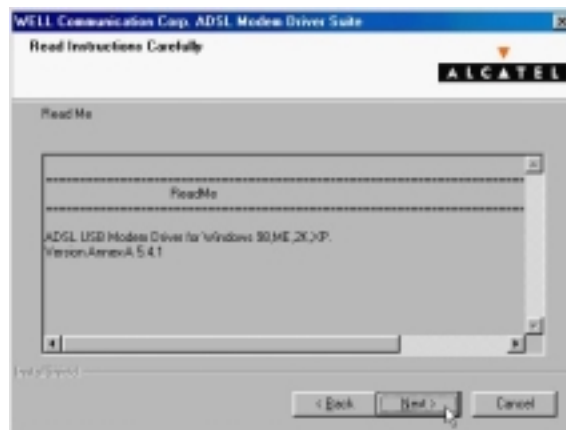 WELL Communication Corp. ADSL Modem Driver Suite
Read Instructions Carefully
ALCATEL
Read Me
ReadMe
ADSL USB Modem Driver for Windows 98,ME,2K,XP.
Version:AnnexA 5.4.1
InstallShield
< Back
Next >
Cancel